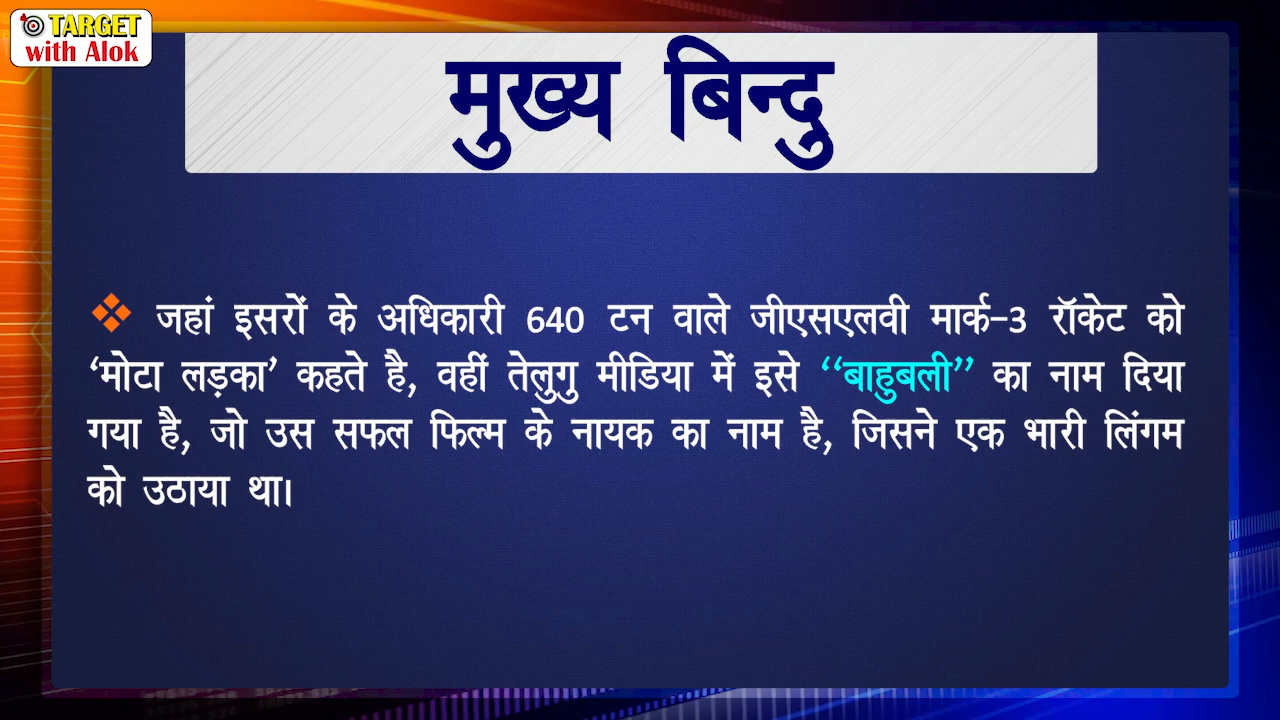 TARGET
with Alok
मुख्य बिन्दु
❖ जहां इसरों के अधिकारी 640 टन वाले जीएसएलवी मार्क-3 रॉकेट को
‘मोटा लड़का’ कहते है, वहीं तेलुगु मीडिया में इसे ‘‘बाहुबली’’ का नाम दिया
गया है, जो उस सफल फिल्म के नायक का नाम है, जिसने एक भारी लिंगम
को उठाया था।